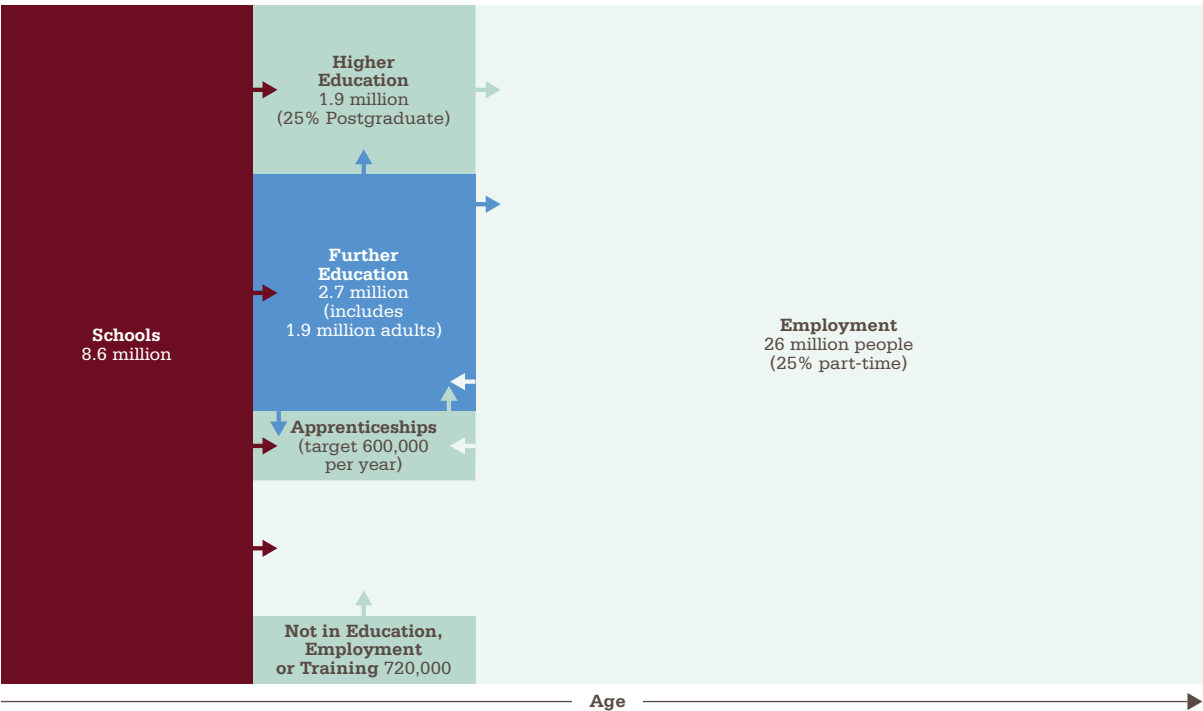 Higher
Education
1.9 million
(25% Postgraduate)
Further
Education
2.7 million
(includes
1.9 million adults)
Schools
8.6 million
Employment
26 million people
(25% part-time)
Apprenticeships
(target 600,000
per year)
Not in Education,
Employment
or Training 720,000
Age